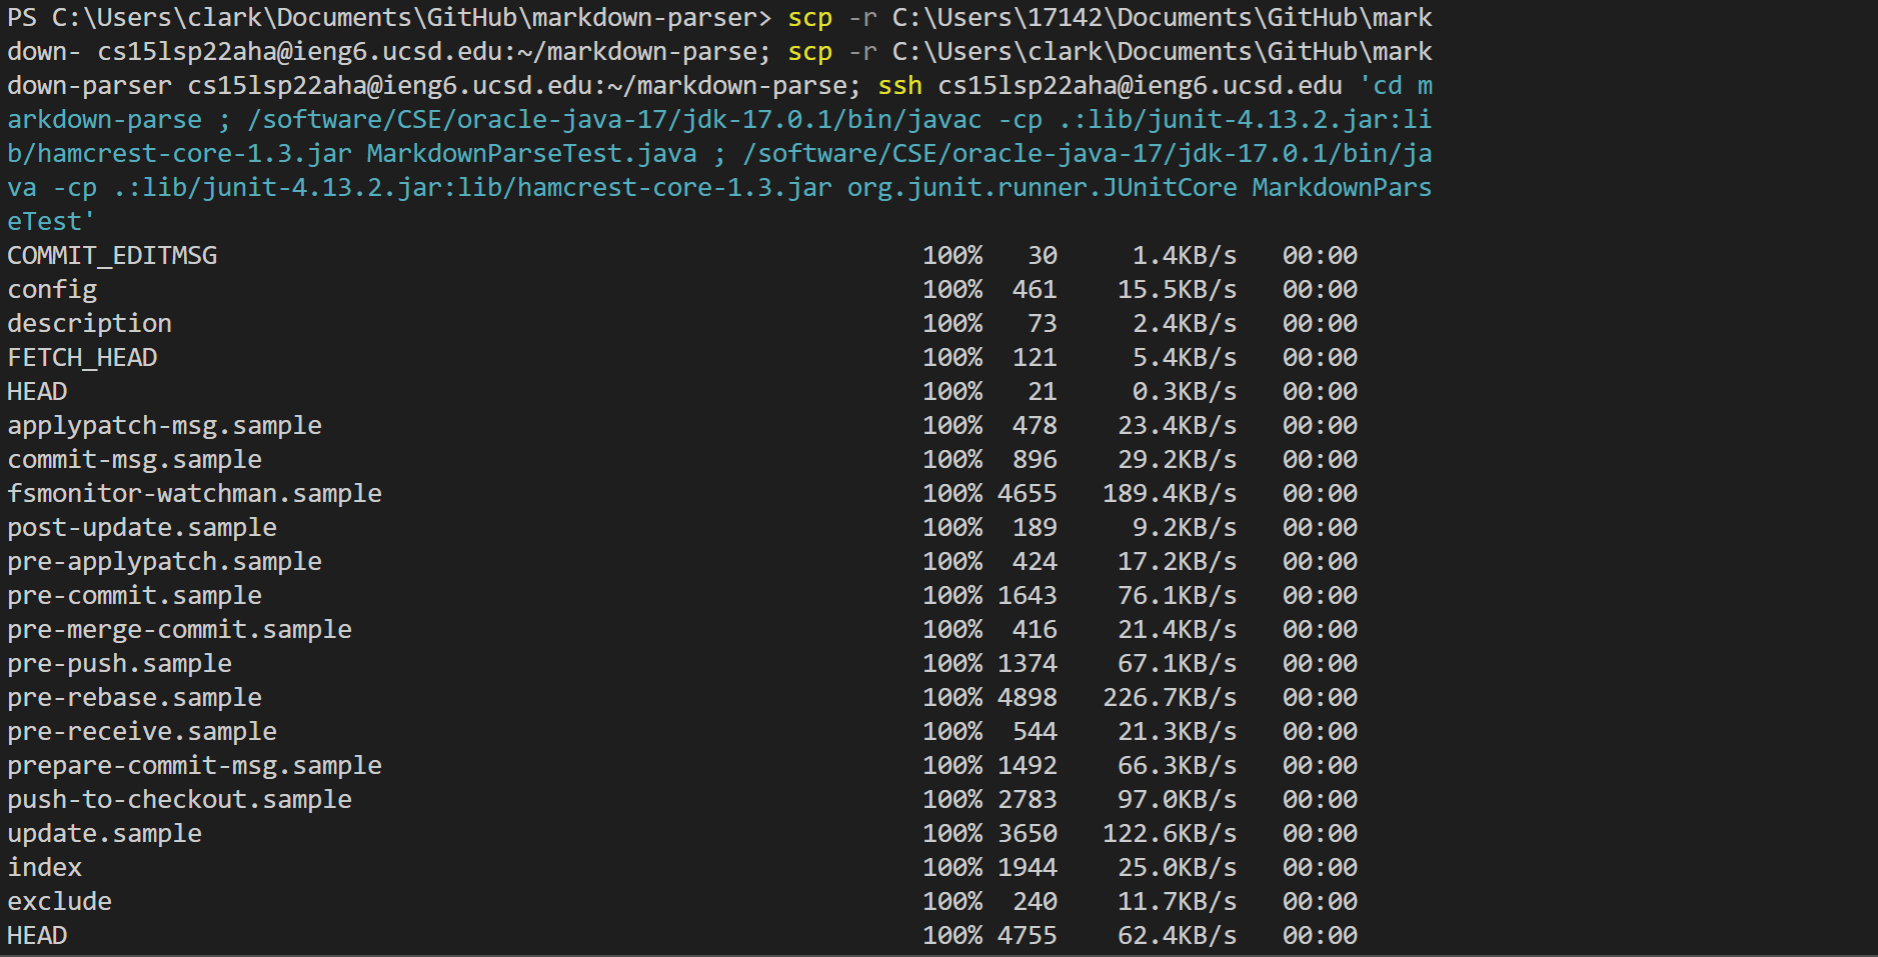 PS C:\Users\clark\Documents\GitHub\markdown-parser> scp -r C:\Users\17142\Documents\GitHub\mark
down- cs15lsp22aha@ieng6.ucsd.edu:~/markdown-parse; scp -r C:\Users\clark\Documents\GitHub\mark
down-parser cs15lsp22aha@ieng6.ucsd.edu:~/markdown-parse; ssh cs15lsp22aha@ieng6.ucsd.edu 'cd m
arkdown-parse ; /software/CSE/oracle-java-17/jdk-17.0.1/bin/javac -cp .:lib/junit-4.13.2.jar:li
b/hamcrest-core-1.3.jar MarkdownParseTest.java ; /software/CSE/oracle-java-17/jdk-17.0.1/bin/ja
va -cp .:lib/junit-4.13.2.jar:lib/hamcrest-core-1.3.jar org.junit.runner.JUnitCore MarkdownPars
eTest'
COMMIT_EDITMSG 100% 30 1.4KB/s 00:00
config 100% 461 15.5KB/s 00:00
description 100% 73 2.4KB/s 00:00
FETCH_HEAD 100% 121 5.4KB/s 00:00
HEAD 100% 21 0.3KB/s 00:00
applypatch-msg.sample 100% 478 23.4KB/s 00:00
commit-msg.sample 100% 896 29.2KB/s 00:00
fsmonitor-watchman.sample 100% 4655 189.4KB/s 00:00
post-update.sample 100% 189 9.2KB/s 00:00
pre-applypatch.sample 100% 424 17.2KB/s 00:00
pre-commit.sample 100% 1643 76.1KB/s 00:00
pre-merge-commit.sample 100% 416 21.4KB/s 00:00
pre-push.sample 100% 1374 67.1KB/s 00:00
pre-rebase.sample 100% 4898 226.7KB/s 00:00
pre-receive.sample 100% 544 21.3KB/s 00:00
prepare-commit-msg.sample 100% 1492 66.3KB/s 00:00
push-to-checkout.sample 100% 2783 97.0KB/s 00:00
update.sample 100% 3650 122.6KB/s 00:00
index 100% 1944 25.0KB/s 00:00
exclude 100% 240 11.7KB/s 00:00
HEAD 100% 4755 62.4KB/s 00:00